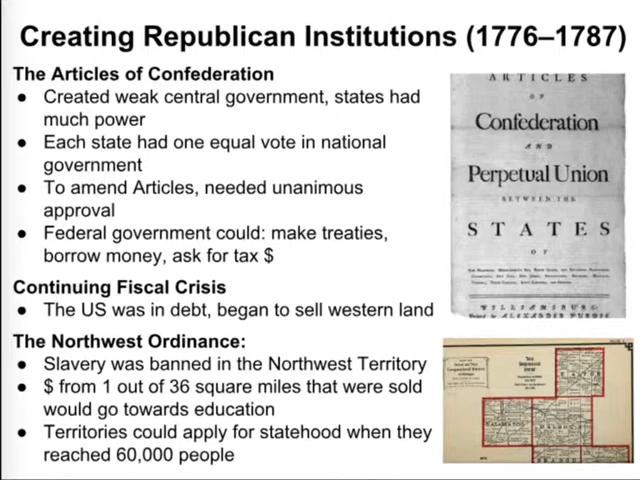 Creating Republican Institutions (1776–1787)
The Articles of Confederation
● Created weak central government, states had
much power
● Each state had one equal vote in national
government
● To amend Articles, needed unanimous
approval
● Federal government could: make treaties,
borrow money, ask for tax $
Continuing Fiscal Crisis
● The US was in debt, began to sell western land
The Northwest Ordinance:
● Slavery was banned in the Northwest Territory
● $ from 1 out of 36 square miles that were sold
would go towards education
● Territories could apply for statehood when they
reached 60,000 people
ARTICLES
OF
Confederation
AND
Perpetual Union
BETWEEN THE
STATES
OF
WILLIAMSBURG: